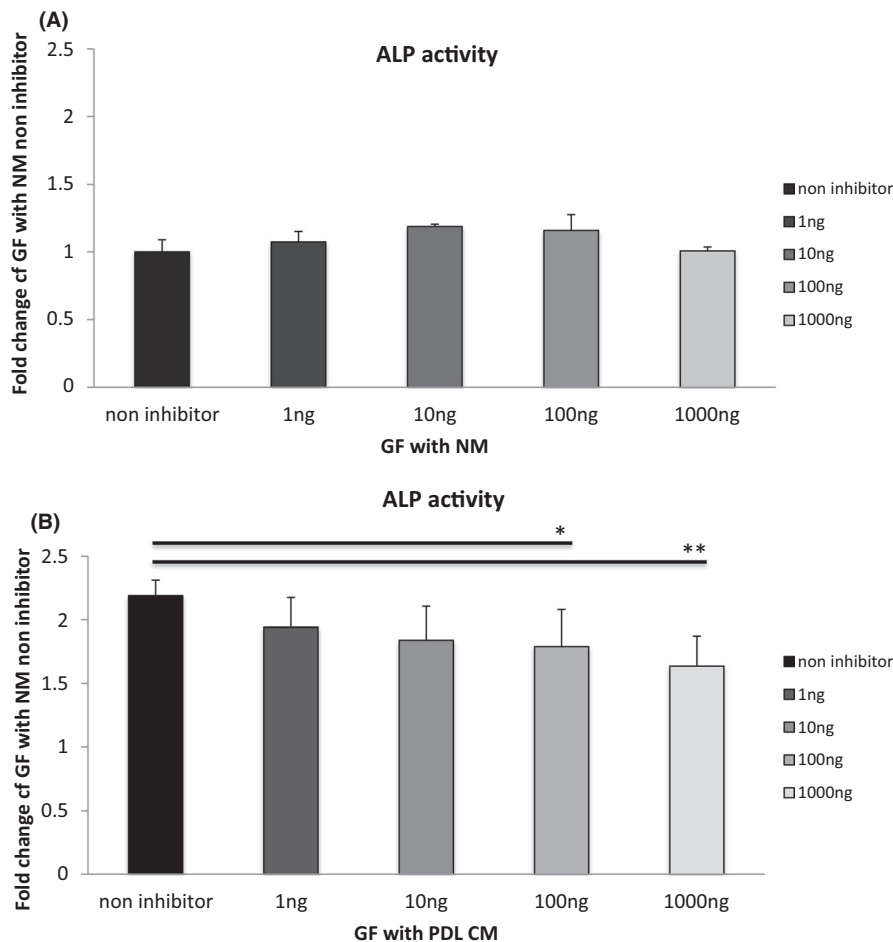 (A)
ALP activity
Fold change cf GF with NM non inhibitor
2.5
2
1.5
1
0.5
0
non inhibitor 1ng 10ng 100ng 1000ng
GF with NM
non inhibitor
1ng
10ng
100ng
1000ng
ALP activity
(B)
*
**
Fold change cf GF with NM non inhibitor
2.5
2
1.5
1
0.5
0
non inhibitor 1ng 10ng 100ng 1000ng
GF with PDL CM
non inhibitor
1ng
10ng
100ng
1000ng